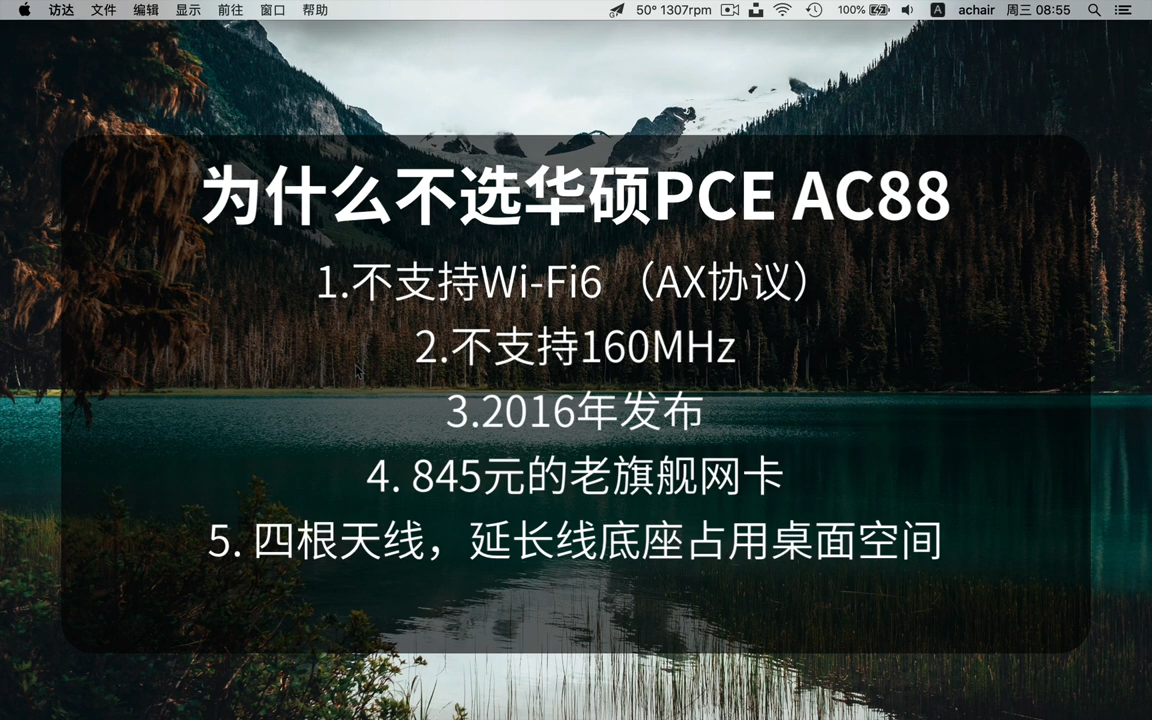 访达 文件 编辑 显示 前往 窗口 帮助 50° 1307rpm 100% A achair 周三 08:55
为什么不选华硕PCE AC88
1.不支持Wi-Fi6 （AX协议）
2.不支持160MHz
3.2016年发布
4. 845元的老旗舰网卡
5. 四根天线，延长线底座占用桌面空间